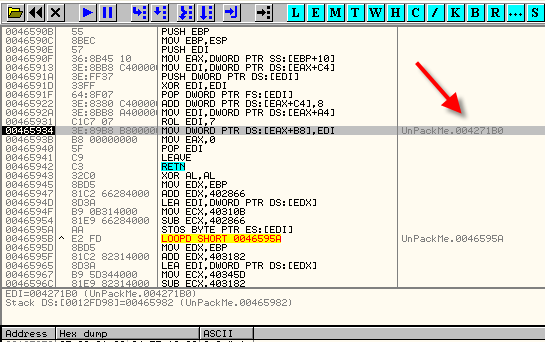 L E M T W H C / K B R ... S
0046590B 55 PUSH EBP
0046590C 8BEC MOV EBP,ESP
0046590E 57 PUSH EDI
0046590F 36:8B45 10 MOV EAX,DWORD PTR SS:[EBP+10]
00465913 3E:8BB8 C40000 MOV EDI,DWORD PTR DS:[EAX+C4]
0046591A 3E:FF37 PUSH DWORD PTR DS:[EDI]
0046591D 33FF XOR EDI,EDI
0046591F 64:8F07 POP DWORD PTR FS:[EDI]
00465922 3E:8380 C40000 ADD DWORD PTR DS:[EAX+C4],8
0046592A 3E:8BB8 A40000 MOV EDI,DWORD PTR DS:[EAX+A4]
00465931 C1C7 07 ROL EDI,7
00465934 3E:89B8 B80000 MOV DWORD PTR DS:[EAX+B8],EDI UnPackMe.004271B0
0046593B B8 00000000 MOV EAX,0
00465940 5F POP EDI
00465941 C9 LEAVE
00465942 C3 RETN
00465943 32C0 XOR AL,AL
00465945 8BD5 MOV EDX,EBP
00465947 81C2 66284000 ADD EDX,402866
0046594D 8D3A LEA EDI,DWORD PTR DS:[EDX]
0046594F B9 0B314000 MOV ECX,40310B
00465954 81E9 66284000 SUB ECX,402866
0046595A AA STOS BYTE PTR ES:[EDI]
0046595B ^ E2 FD LOOPD SHORT 0046595A UnPackMe.0046595A
0046595D 8BD5 MOV EDX,EBP
0046595F 81C2 82314000 ADD EDX,403182
00465965 8D3A LEA EDI,DWORD PTR DS:[EDX]
00465967 B9 5D344000 MOV ECX,40345D
0046596C 81E9 82314000 SUB ECX,403182
EDI=004271B0 (UnPackMe.004271B0)
Stack DS:[0012FD98]=00465982 (UnPackMe.00465982)
Address Hex dump ASCII